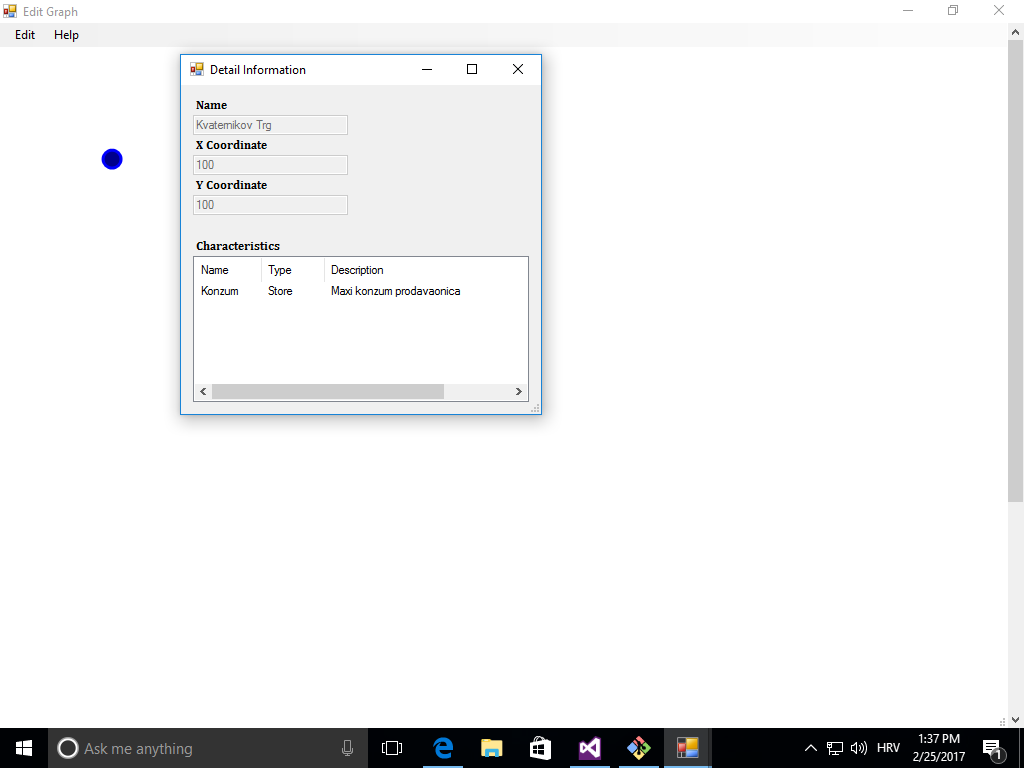 Edit Graph
Edit Help
Detail Information
Name
Kvaternikov Trg
X Coordinate
100
Y Coordinate
100
Characteristics
Name Type Description
Konzum Store Maxi konzum prodavaonica
Ask me anything
HRV
1:37 PM
2/25/2017
1